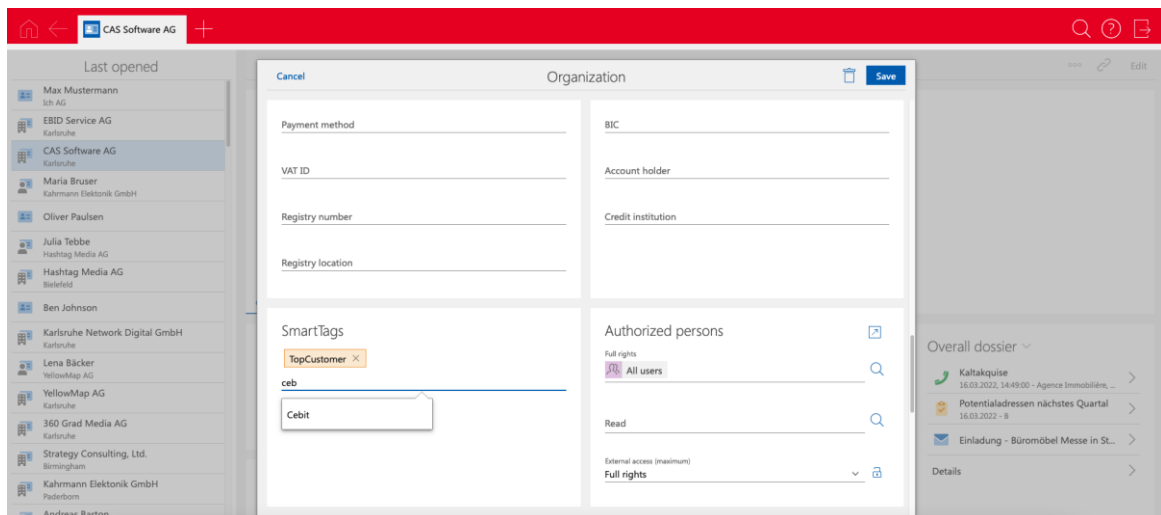 CAS Software AG
Last opened
Max Mustermann
Ich AG
EBID Service AG
Karlsruhe
CAS Software AG
Karlsruhe
Maria Bruser
Kahrmann Elektonik GmbH
Oliver Paulsen
Julia Tebbe
Hashtag Media AG
Hashtag Media AG
Bielefeld
Ben Johnson
Karlsruhe Network Digital GmbH
Karlsruhe
Lena Bäcker
YellowMap AG
YellowMap AG
Karlsruhe
360 Grad Media AG
Karlsruhe
Strategy Consulting, Ltd.
Birmingham
Kahrmann Elektonik GmbH
Paderborn
Andreas Barton
Cancel
Organization
Save
Edit
Payment method
VAT ID
Registry number
Registry location
BIC
Account holder
Credit institution
SmartTags
TopCustomer ×
ceb
Cebit
Authorized persons
Full rights
All users
Read
External access (maximum)
Full rights
Overall dossier
Kaltakquise
16.03.2022, 14:49:00 - Agence Immobilière, ...
Potentialadressen nächstes Quartal
16.03.2022 - B
Einladung - Büromöbel Messe in St...
Details